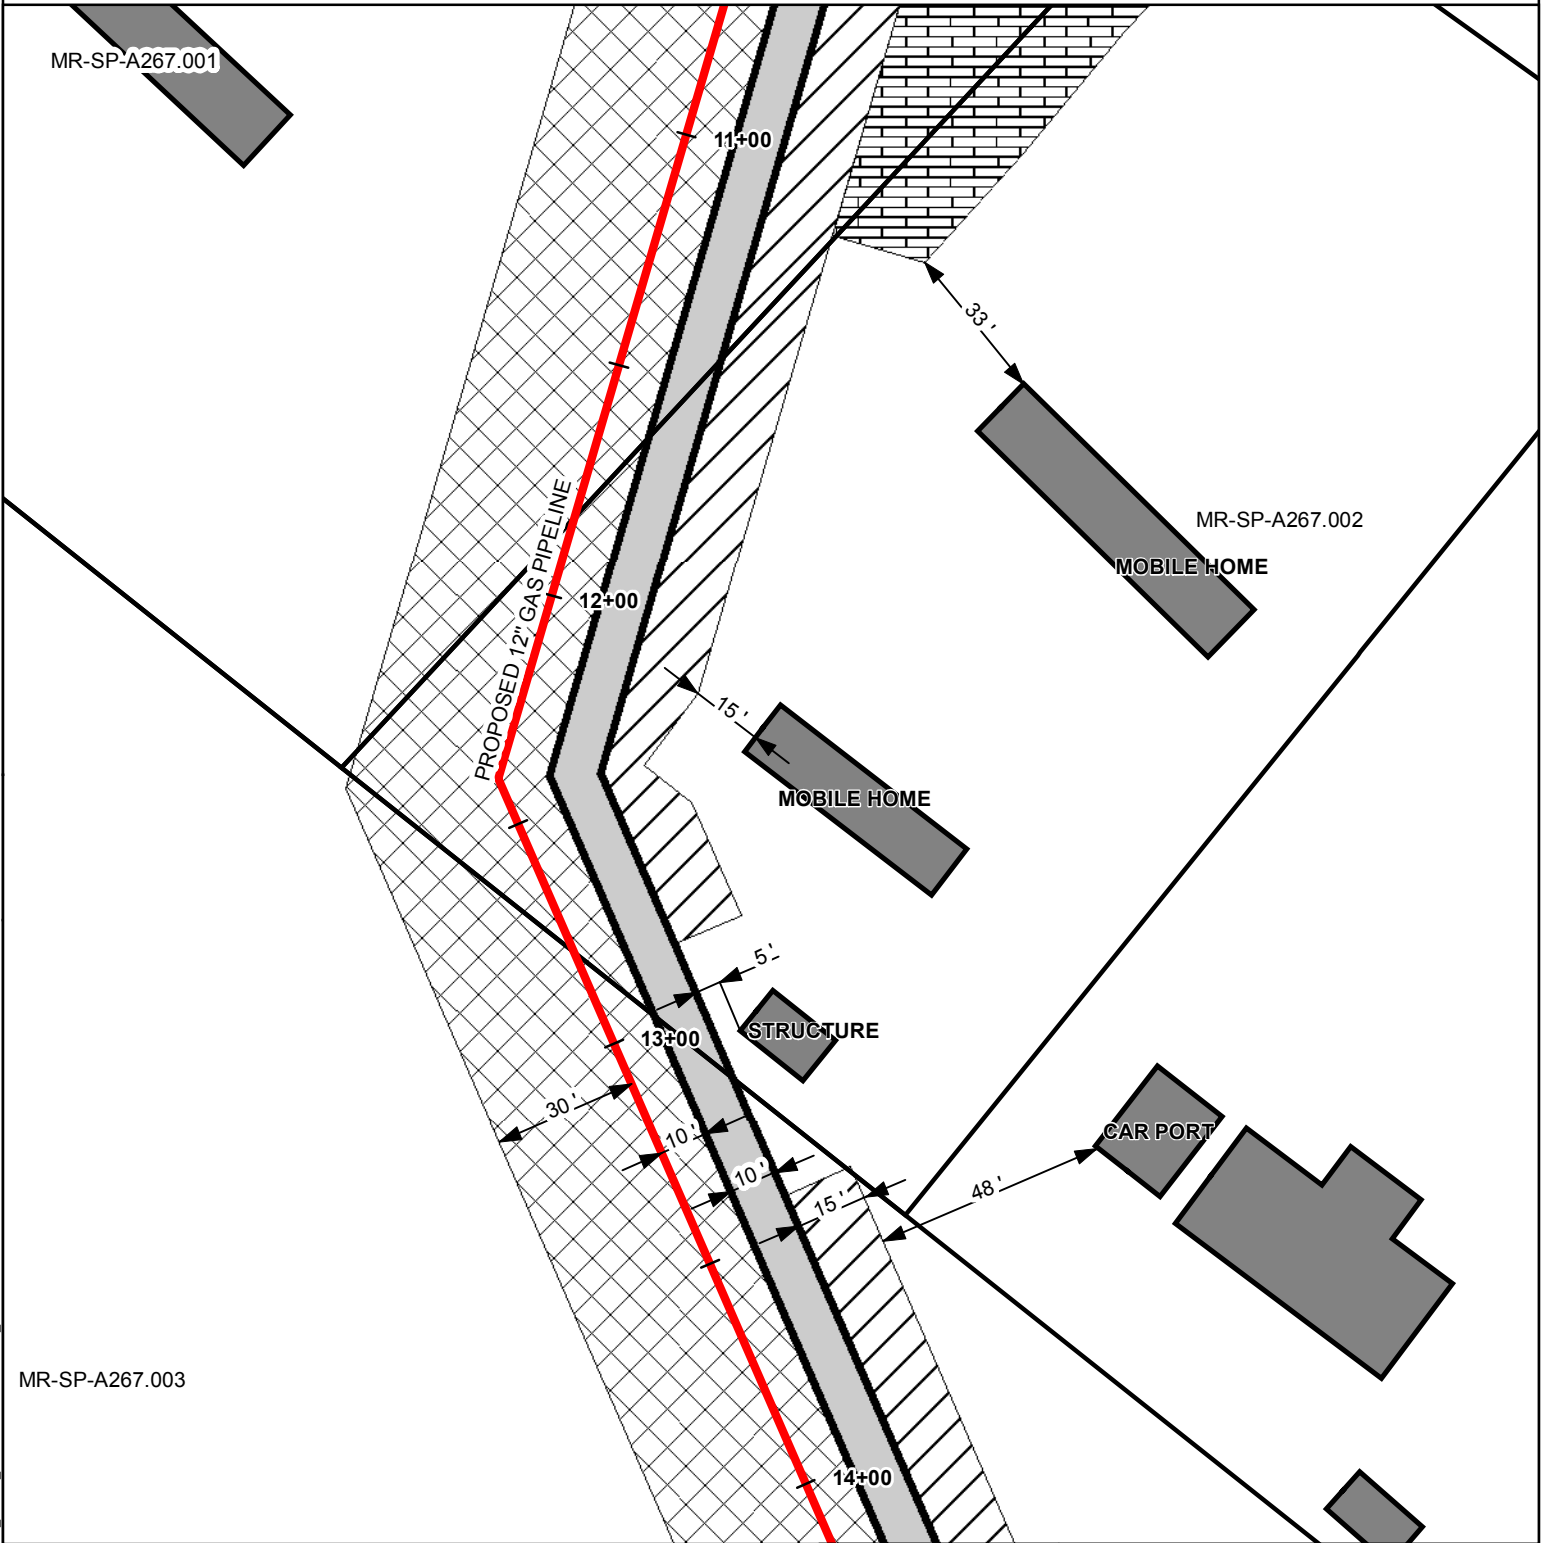 MR-SP-A267.001
11+00
33 '
PROPOSED 12" GAS PIPELINE
MR-SP-A267.002
MOBILE HOME
12+00
15 '
MOBILE HOME
5 '
STRUCTURE
13+00
30 '
10 '
CAR PORT
10 '
48 '
15 '
MR-SP-A267.003
14+00